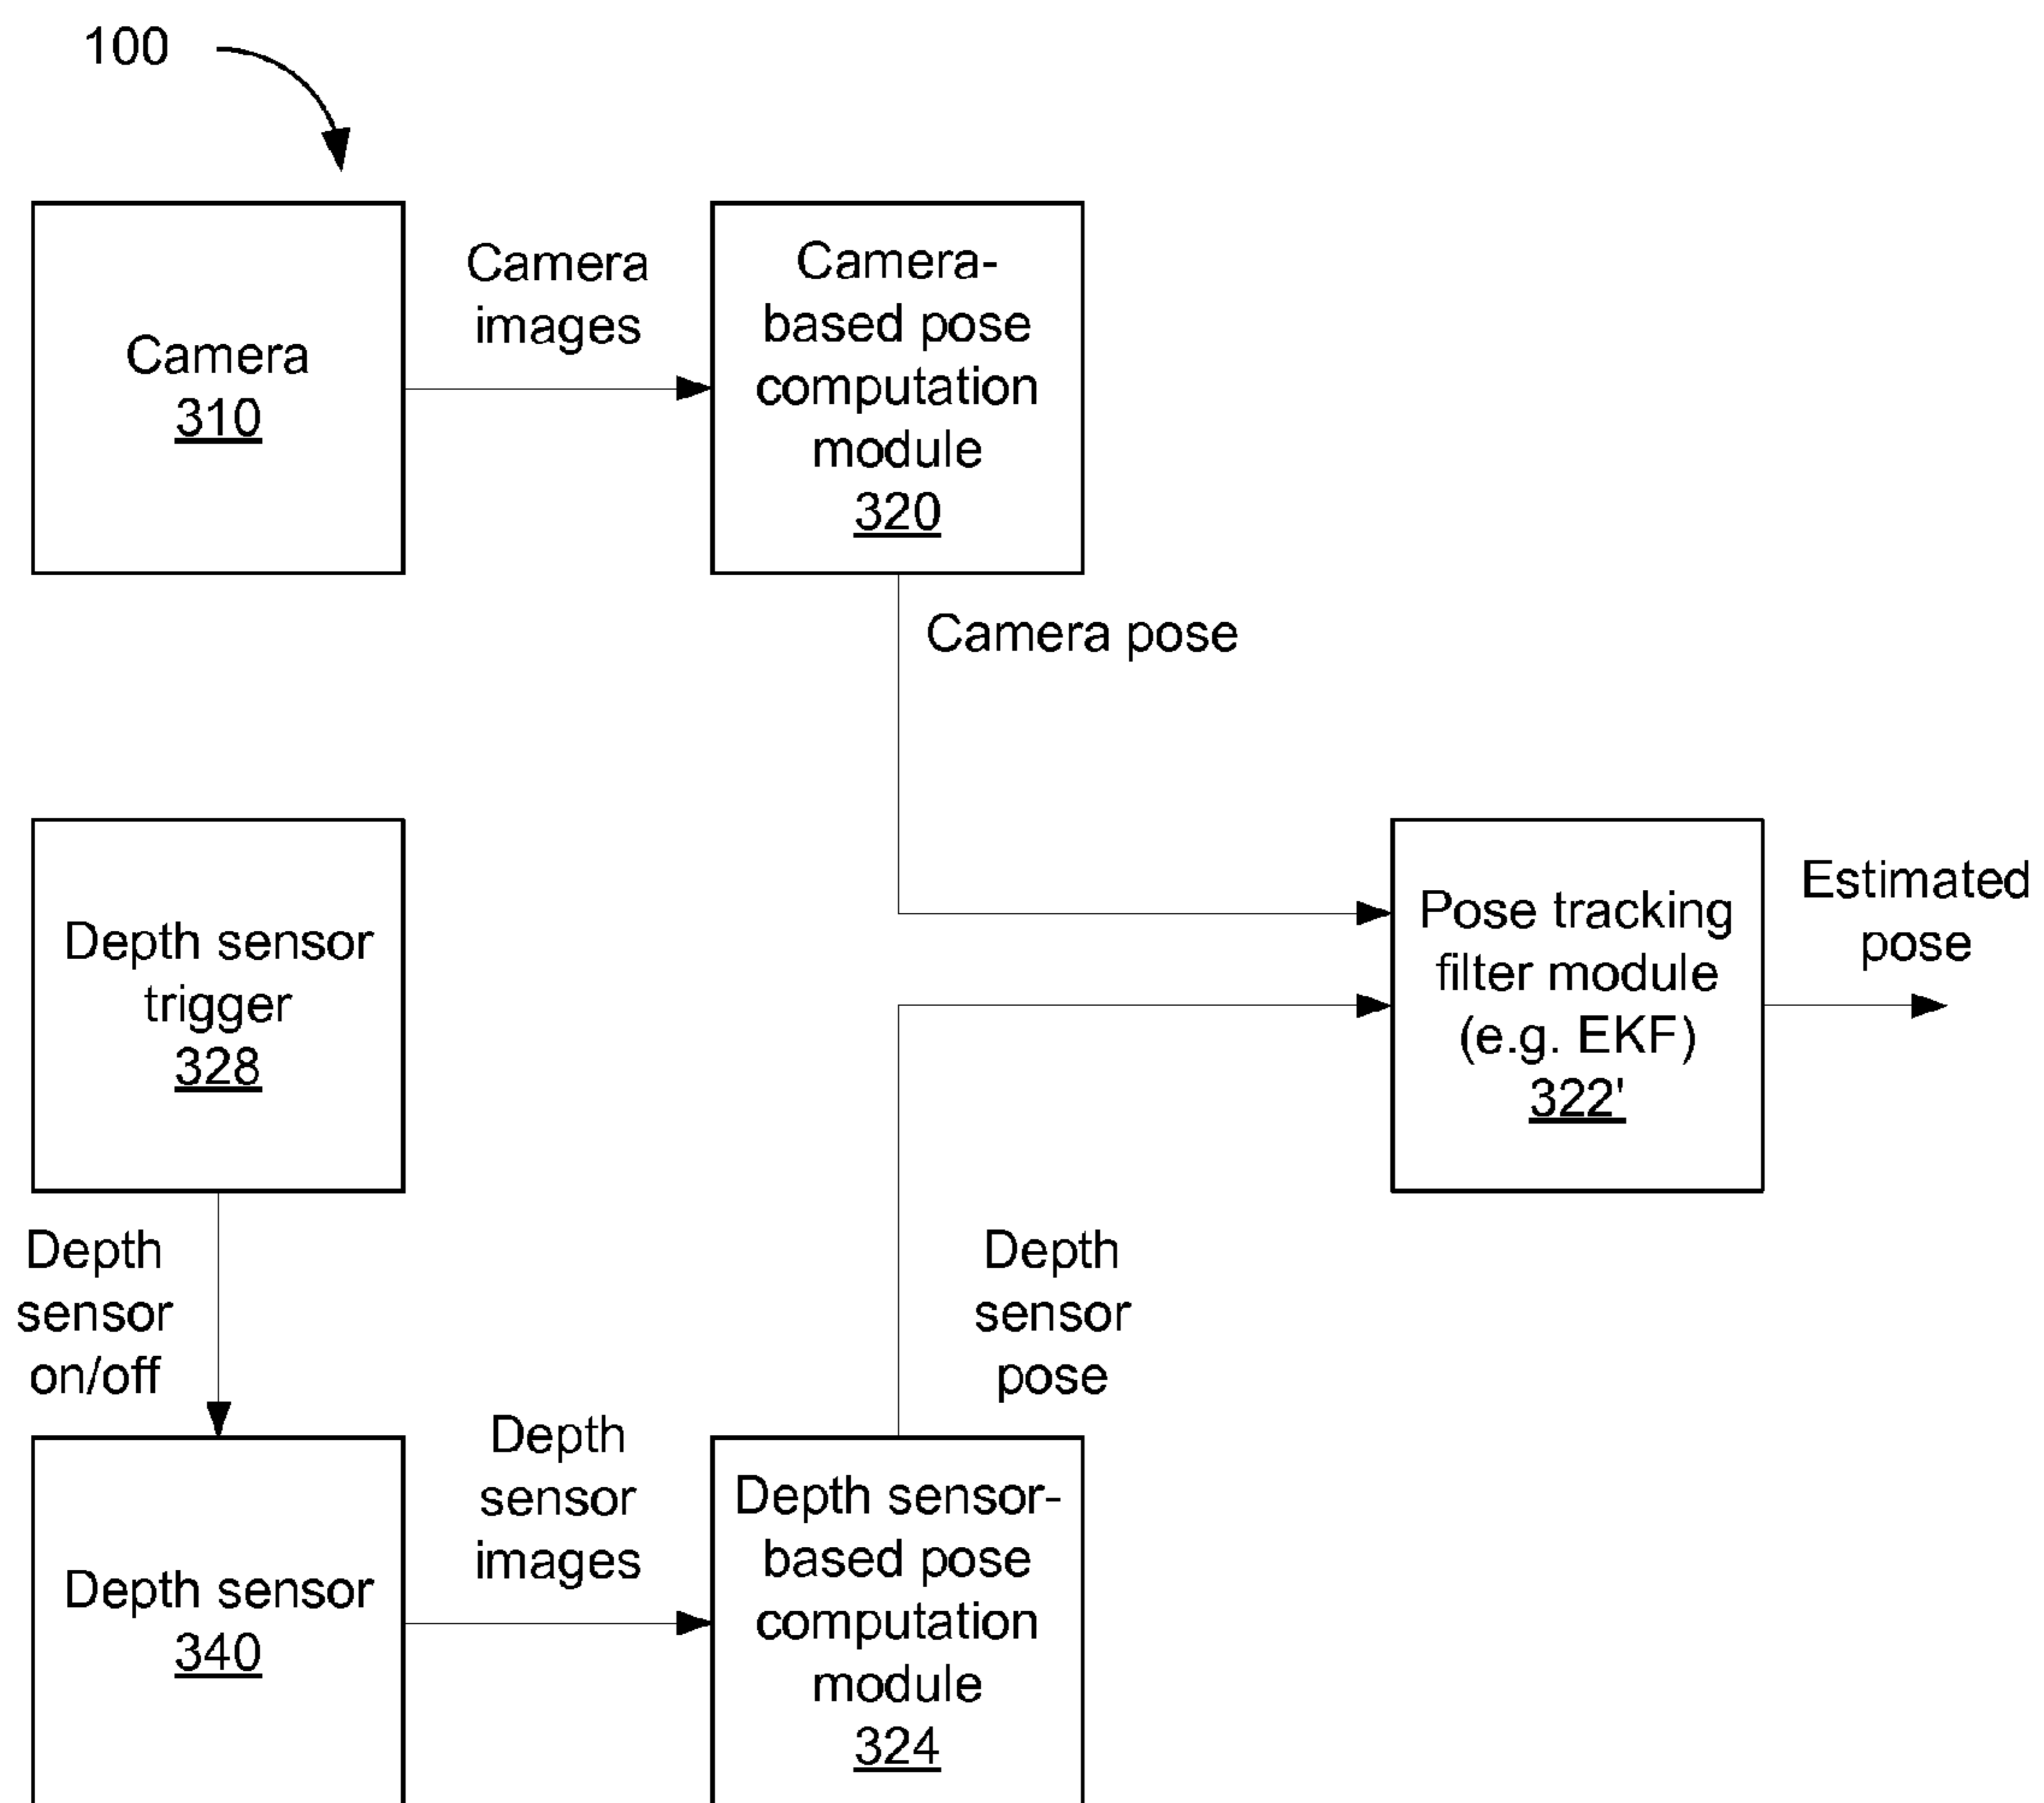 100
Camera
310
Camera
images
Camera-
based pose
computation
module
320
Camera pose
Depth sensor
trigger
328
Pose tracking
filter module
(e.g. EKF)
322'
Estimated
pose
Depth
sensor
on/off
Depth
sensor
pose
Depth sensor
340
Depth
sensor
images
Depth sensor-
based pose
computation
module
324